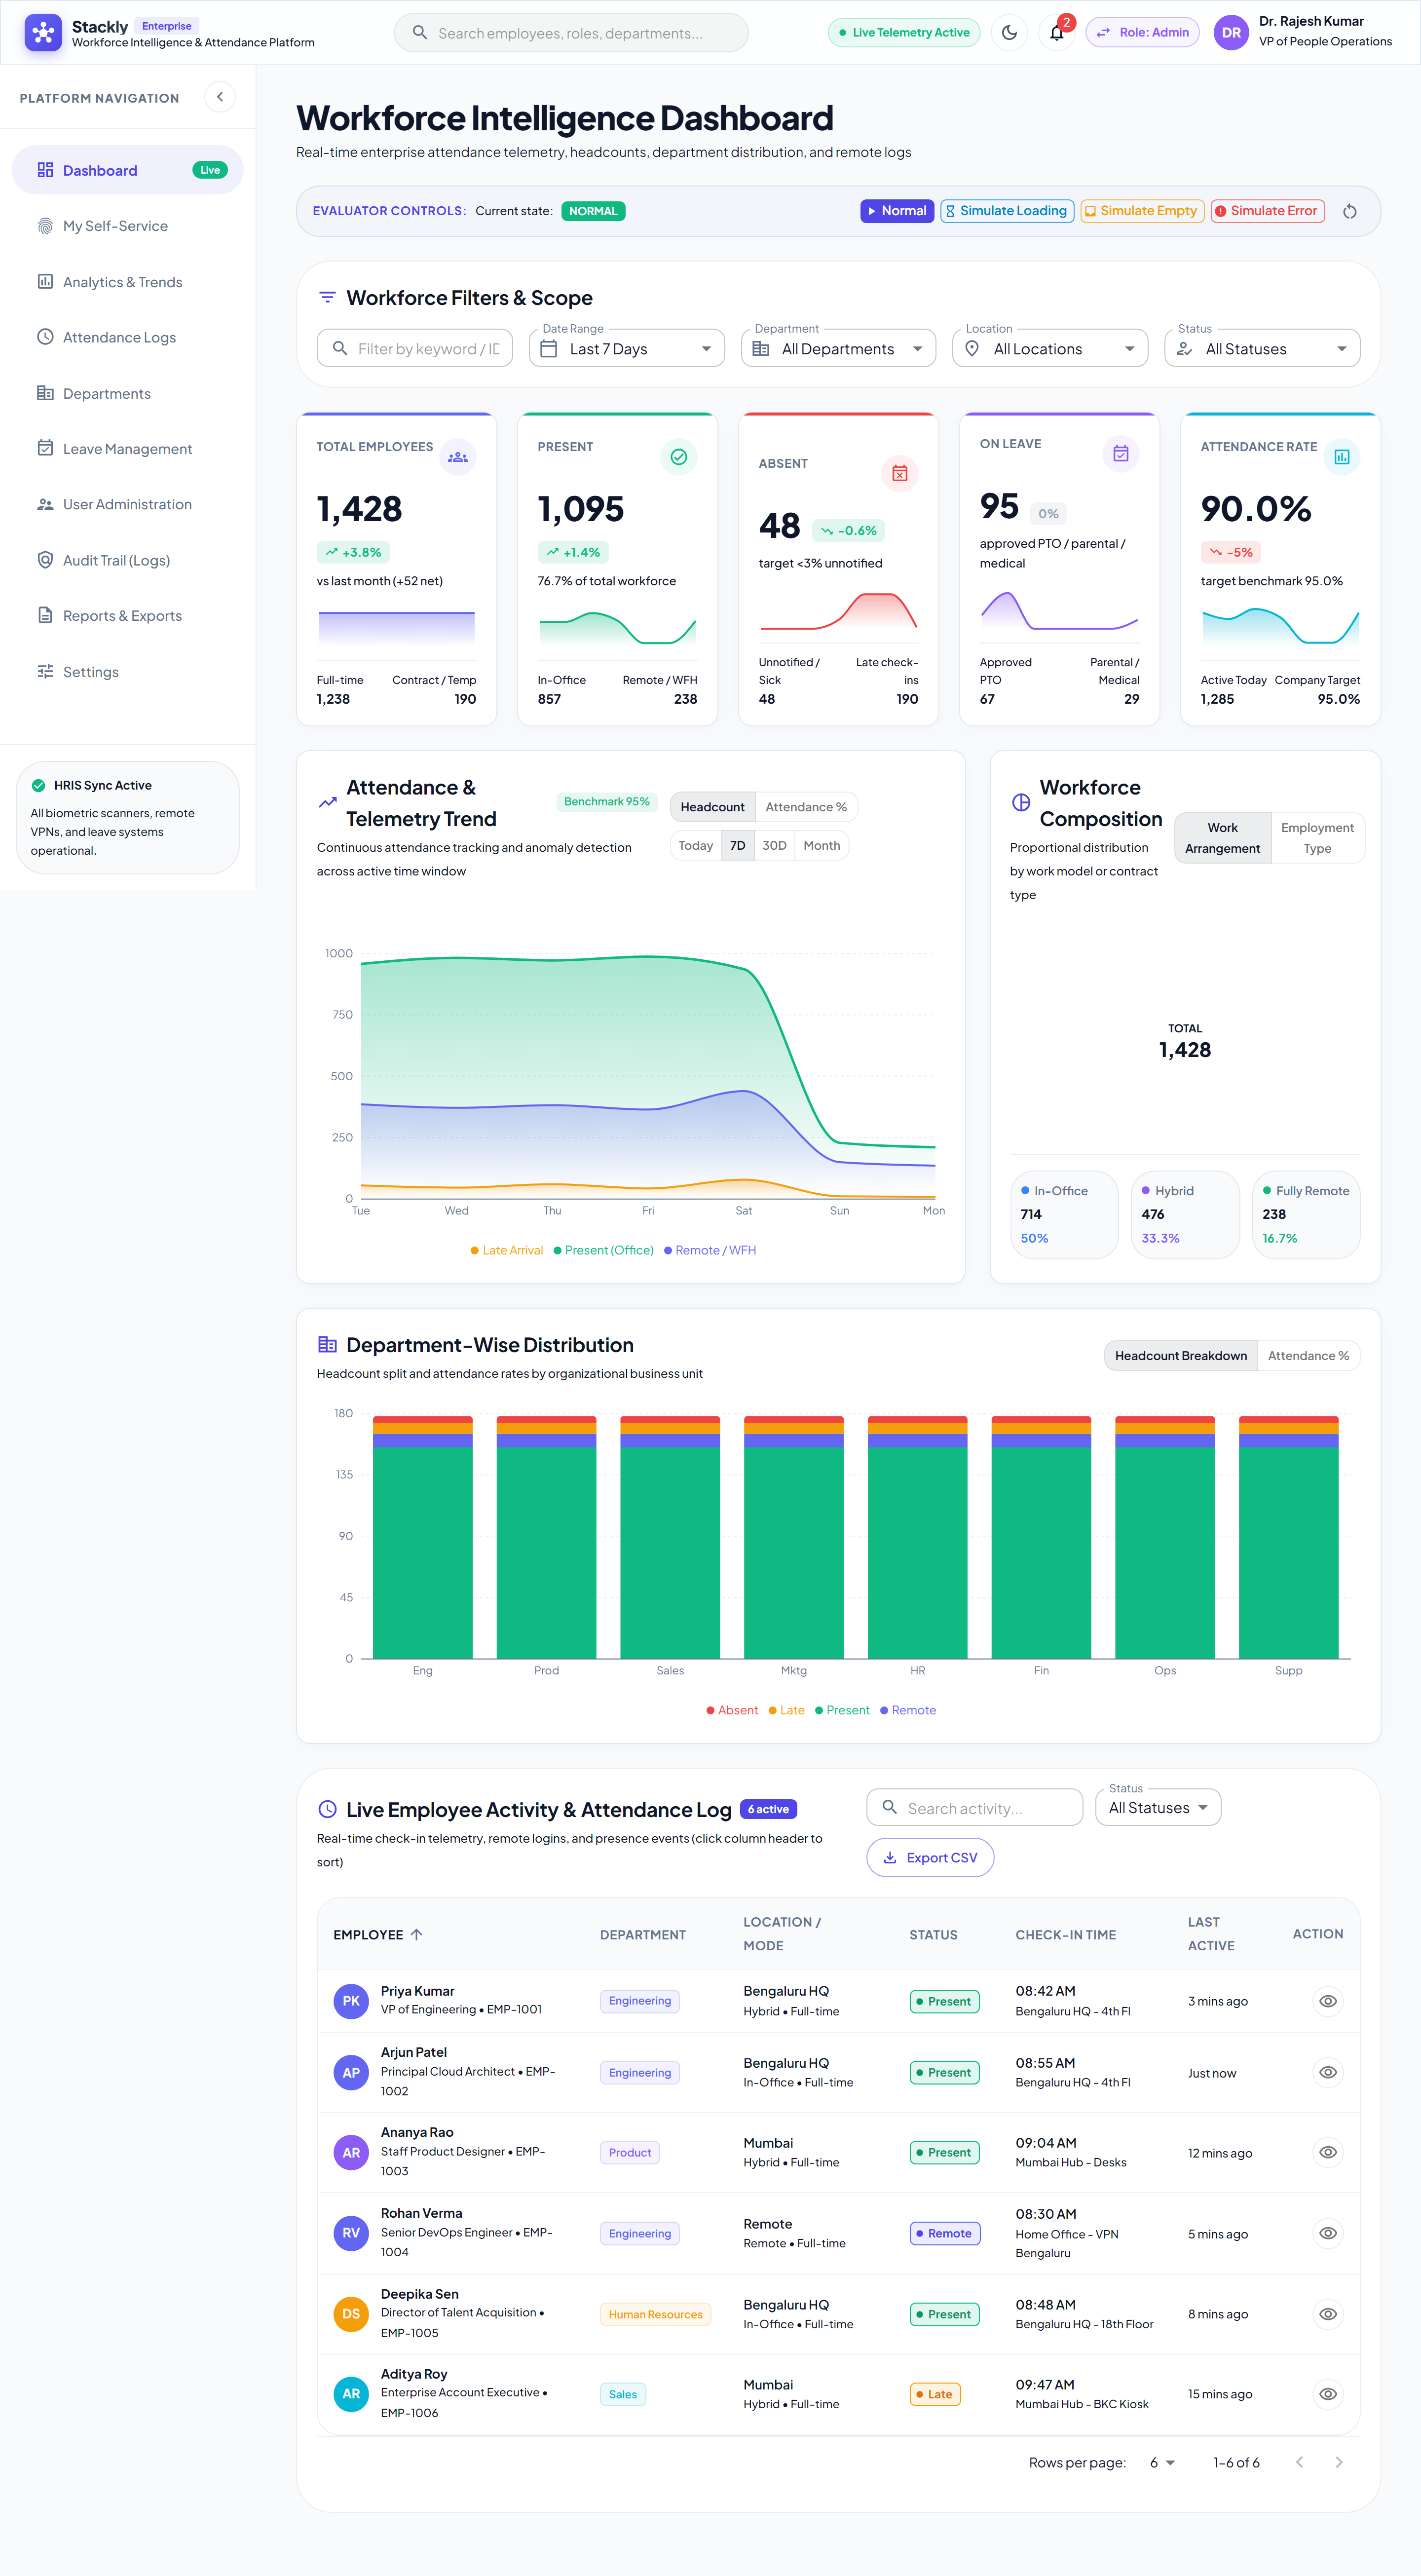 Stackly Enterprise
Workforce Intelligence & Attendance Platform
Search employees, roles, departments...
Live Telemetry Active
2
Role: Admin
DR
Dr. Rajesh Kumar
VP of People Operations
PLATFORM NAVIGATION
Dashboard Live
My Self-Service
Analytics & Trends
Attendance Logs
Departments
Leave Management
User Administration
Audit Trail (Logs)
Reports & Exports
Settings
HRIS Sync Active
All biometric scanners, remote
VPNs, and leave systems
operational.
Workforce Intelligence Dashboard
Real-time enterprise attendance telemetry, headcounts, department distribution, and remote logs
EVALUATOR CONTROLS: Current state: NORMAL
Normal Simulate Loading Simulate Empty Simulate Error
Workforce Filters & Scope
Filter by keyword / ID
Date Range
Last 7 Days
Department
All Departments
Location
All Locations
Status
All Statuses
TOTAL EMPLOYEES
1,428
+3.8%
vs last month (+52 net)
Full-time Contract / Temp
1,238 190
PRESENT
1,095
+1.4%
76.7% of total workforce
In-Office Remote / WFH
857 238
ABSENT
48 -0.6%
target <3% unnotified
Unnotified / Late check-
Sick ins
48 190
ON LEAVE
95 0%
approved PTO / parental /
medical
Approved Parental /
PTO Medical
67 29
ATTENDANCE RATE
90.0%
-5%
target benchmark 95.0%
Active Today Company Target
1,285 95.0%
Attendance &
Telemetry Trend
Benchmark 95%
Continuous attendance tracking and anomaly detection
across active time window
Headcount Attendance %
Today 7D 30D Month
1000
750
500
250
0
Tue Wed Thu Fri Sat Sun Mon
Late Arrival Present (Office) Remote / WFH
Workforce
Composition
Proportional distribution
by work model or contract
type
Work
Arrangement
Employment
Type
TOTAL
1,428
In-Office
714
50%
Hybrid
476
33.3%
Fully Remote
238
16.7%
Department-Wise Distribution
Headcount split and attendance rates by organizational business unit
Headcount Breakdown Attendance %
180
135
90
45
0
Eng Prod Sales Mktg HR Fin Ops Supp
Absent Late Present Remote
Live Employee Activity & Attendance Log 6 active
Real-time check-in telemetry, remote logins, and presence events (click column header to
sort)
Search activity...
Status
All Statuses
Export CSV
EMPLOYEE DEPARTMENT LOCATION / STATUS CHECK-IN TIME LAST ACTION
MODE ACTIVE
PK Priya Kumar Engineering Bengaluru HQ Present 08:42 AM 3 mins ago
VP of Engineering • EMP-1001 Hybrid • Full-time Bengaluru HQ - 4th Fl
AP Arjun Patel Engineering Bengaluru HQ Present 08:55 AM Just now
Principal Cloud Architect • EMP- In-Office • Full-time Bengaluru HQ - 4th Fl
1002
AR Ananya Rao Product Mumbai Present 09:04 AM 12 mins ago
Staff Product Designer • EMP- Hybrid • Full-time Mumbai Hub - Desks
1003
RV Rohan Verma Engineering Remote Remote 08:30 AM 5 mins ago
Senior DevOps Engineer • EMP- Remote • Full-time Home Office - VPN
1004 Bengaluru
DS Deepika Sen Human Resources Bengaluru HQ Present 08:48 AM 8 mins ago
Director of Talent Acquisition • In-Office • Full-time Bengaluru HQ - 18th Floor
EMP-1005
AR Aditya Roy Sales Mumbai Late 09:47 AM 15 mins ago
Enterprise Account Executive • Hybrid • Full-time Mumbai Hub - BKC Kiosk
EMP-1006
Rows per page: 6 1–6 of 6